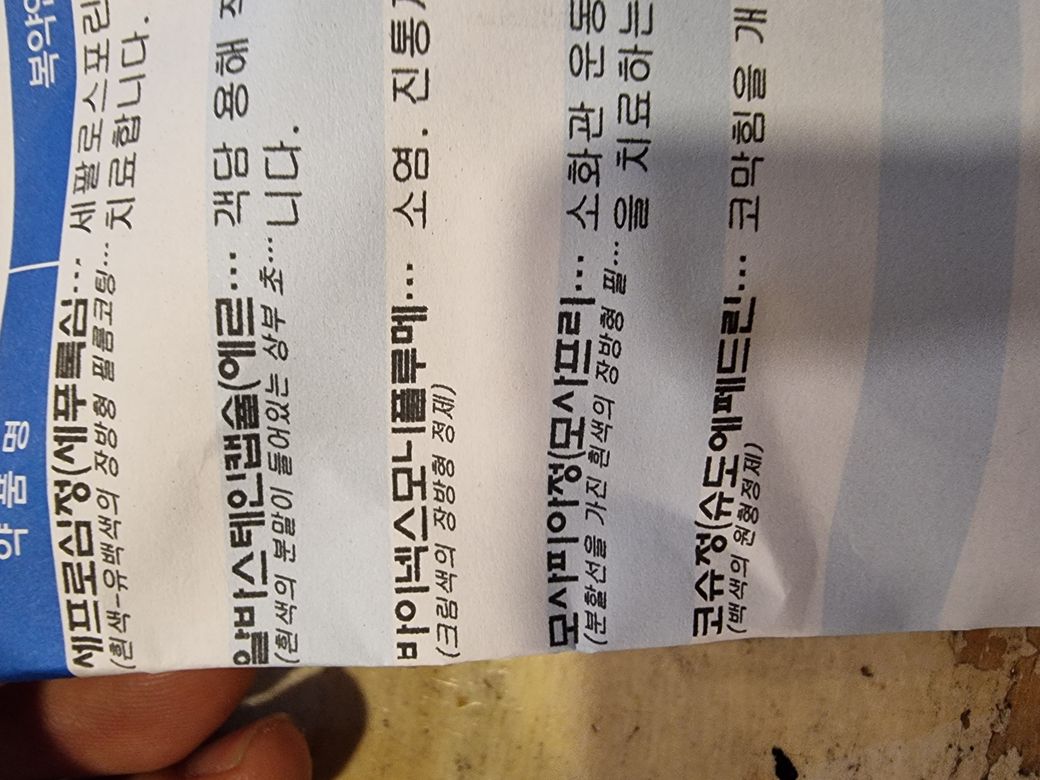 약 품 명
복약안
세프로심정(세푸록심… 세팔로스포린
(흰색-유백색의 장방형 필름코팅… 치료합니다.
알바스테인캡슐(에르… 객담 용해 작
(흰색의 분말이 들어있는 상부 초… 니다.
바이넥스모니플루메… 소염. 진통
(크림색의 장방형 정제)
모사피아정(모사프리… 소화관 운동
(분할선을 가진 흰색의 장방형 필… 을 치료하는
코슈정(슈도에페드린… 코막힘을 개
(백색의 원형정제)